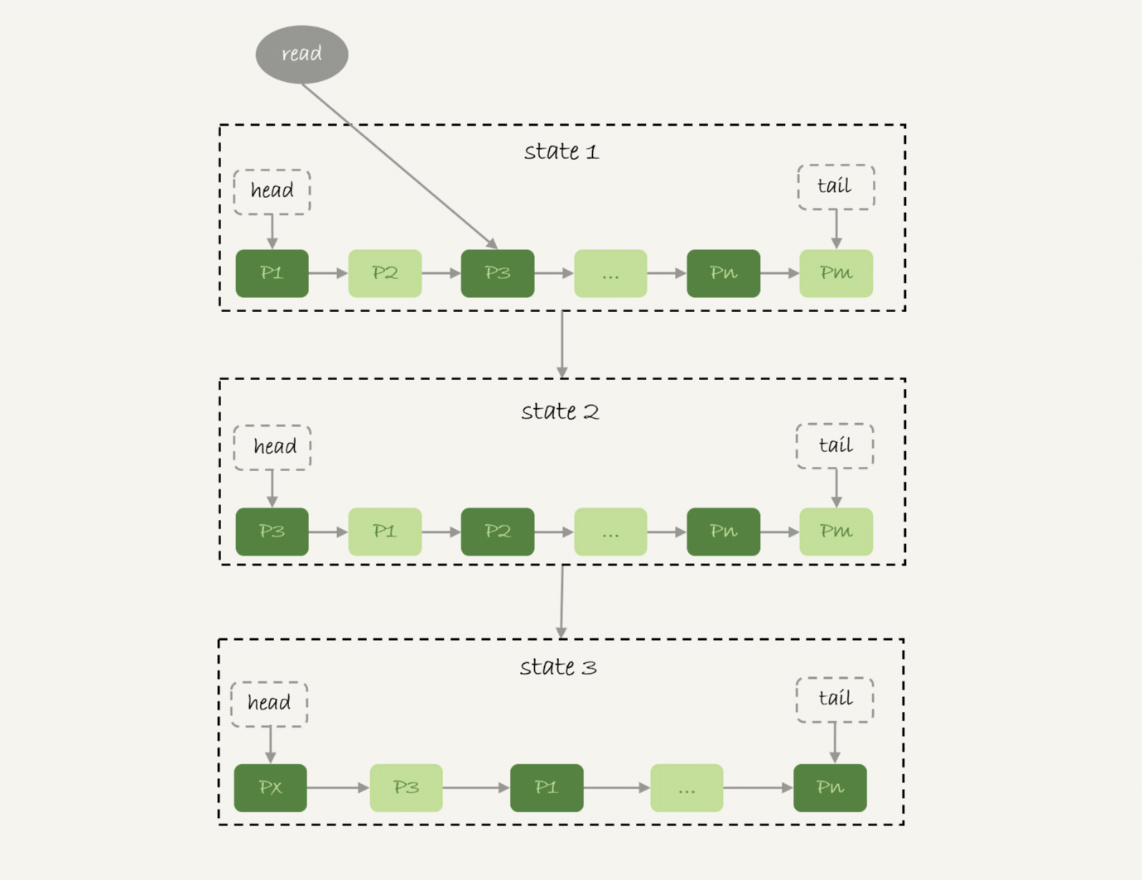 read
state 1
head
tail
P1
P2
P3
...
Pn
Pm
state 2
head
tail
P3
P1
P2
...
Pn
Pm
state 3
head
tail
Px
P3
P1
...
Pn